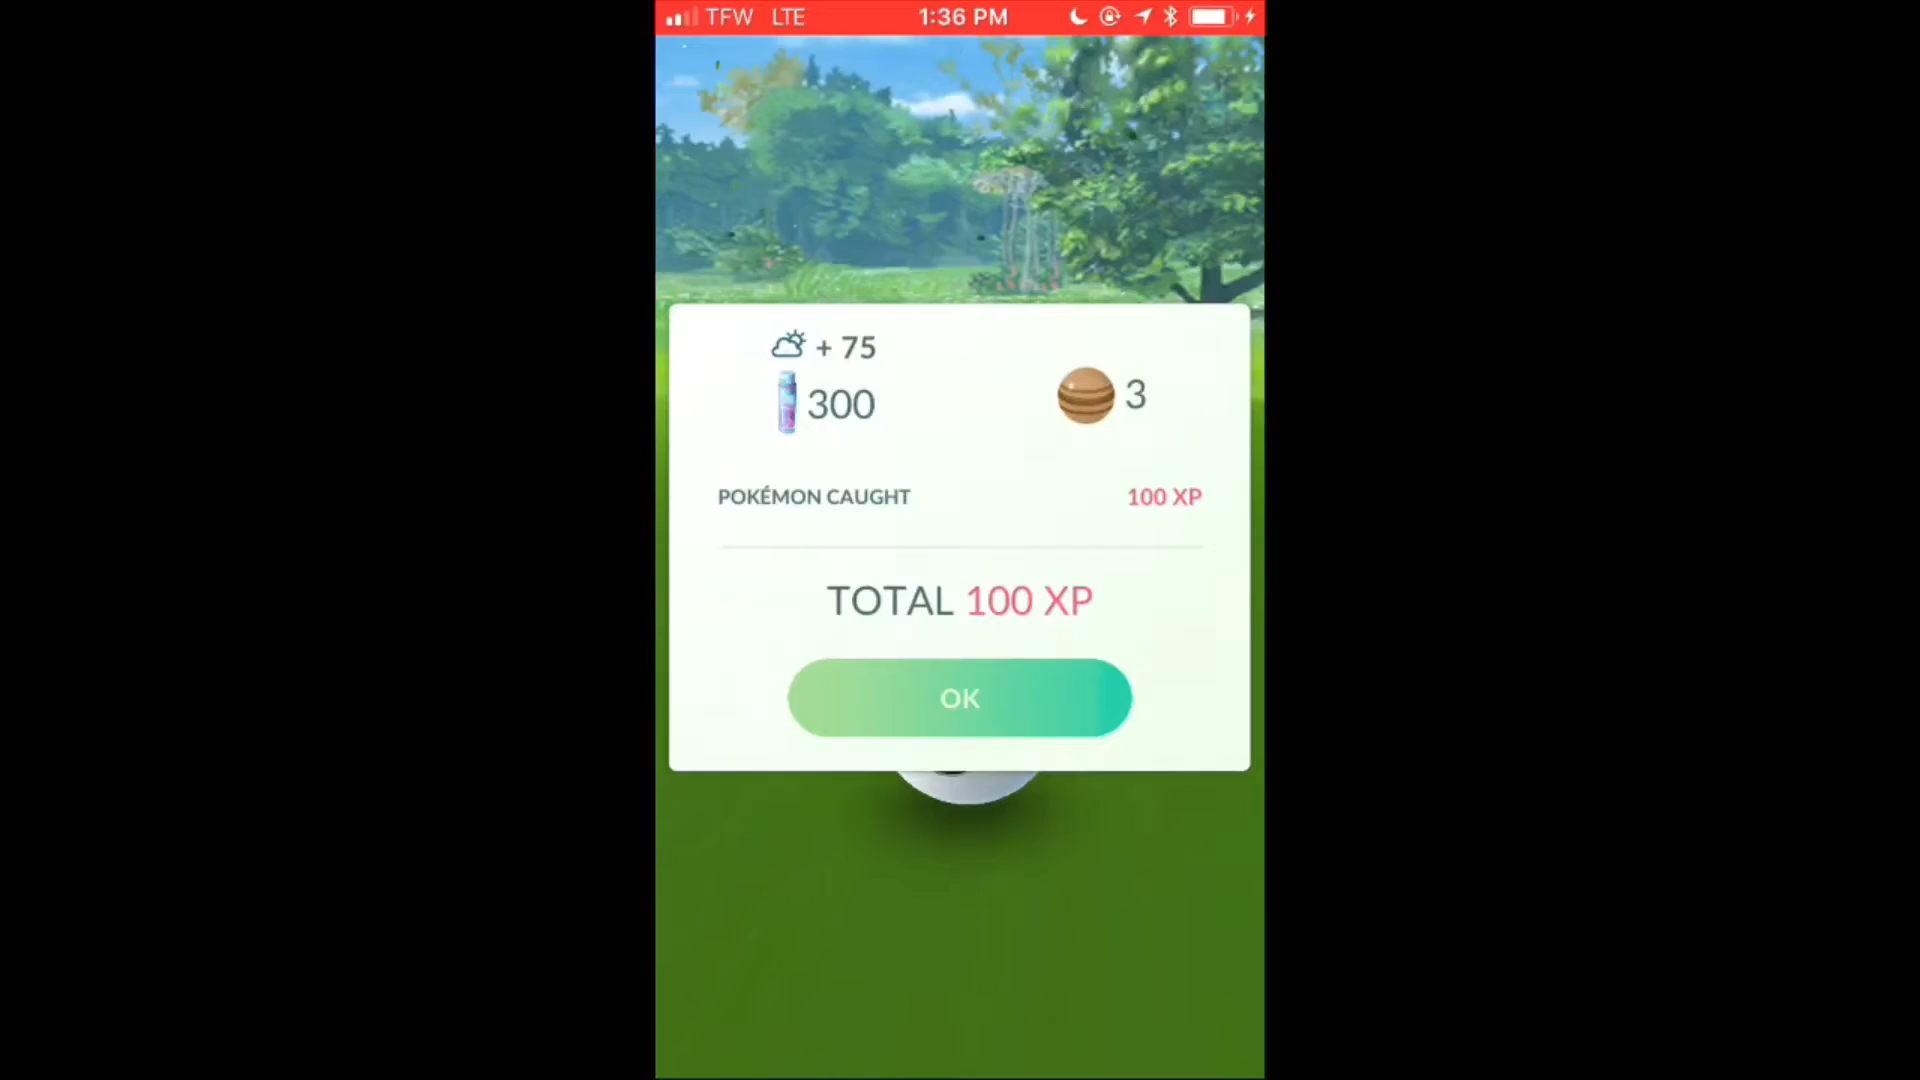 TFW LTE 1:36 PM
+ 75
300 3
POKÉMON CAUGHT 100 XP
TOTAL 100 XP
OK